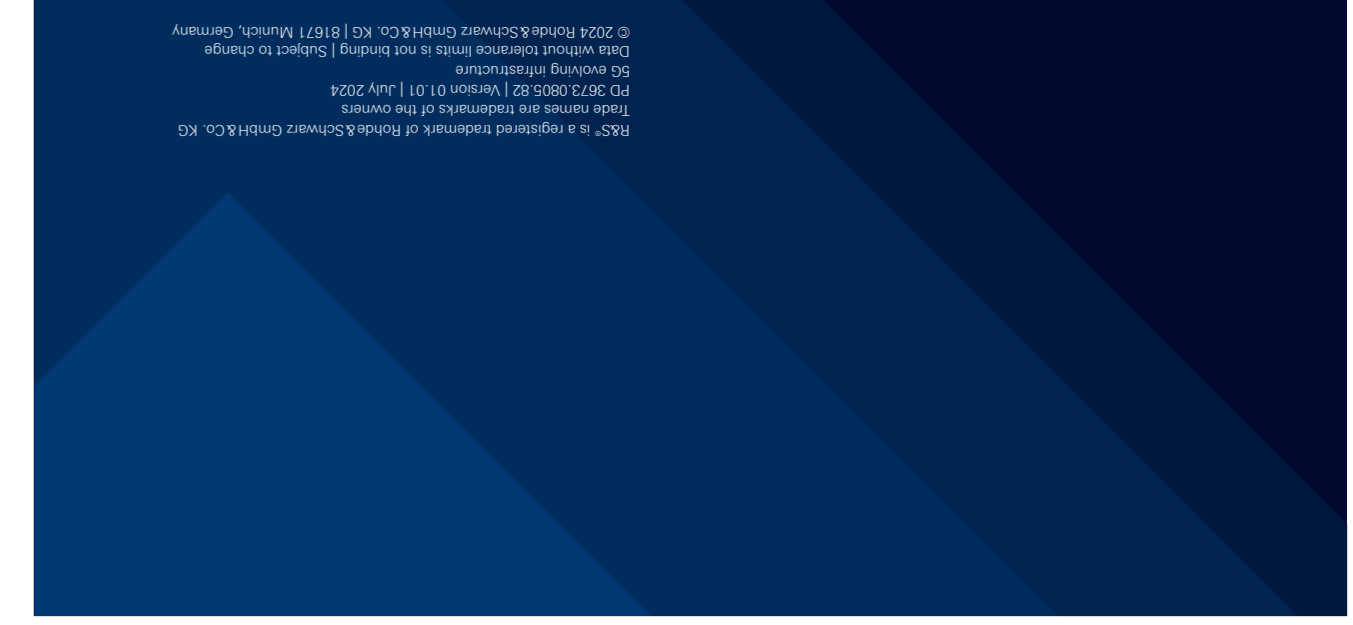 R&S® is a registered trademark of Rohde&Schwarz GmbH&Co. KG
Trade names are trademarks of the owners
PD 3673.0805.82 | Version 01.01 | July 2024
5G evolving infrastructure
Data without tolerance limits is not binding | Subject to change
© 2024 Rohde&Schwarz GmbH&Co. KG | 81671 Munich, Germany